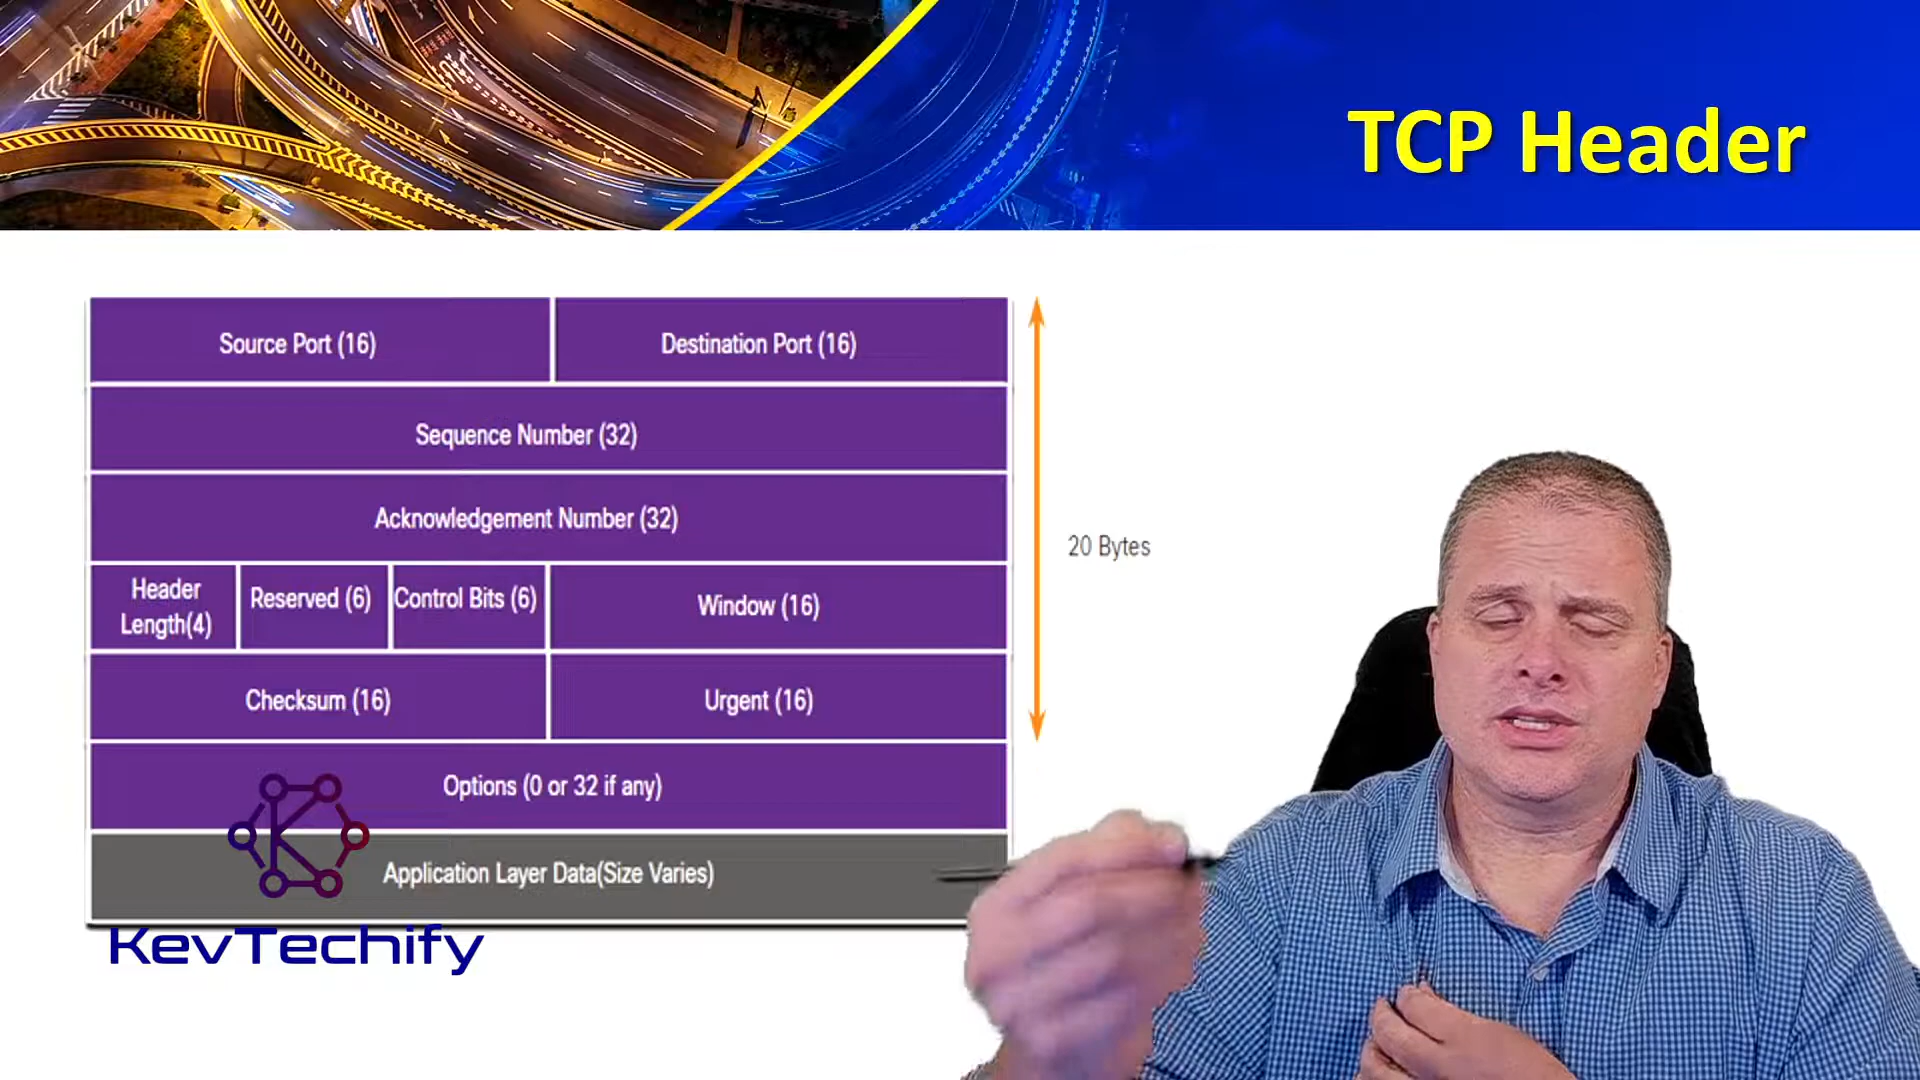 TCP Header
Source Port (16)
Destination Port (16)
Sequence Number (32)
Acknowledgement Number (32)
20 Bytes
Header
Length(4)
Reserved (6)
Control Bits (6)
Window (16)
Checksum (16)
Urgent (16)
Options (0 or 32 if any)
Application Layer Data(Size Varies)
KevTechify